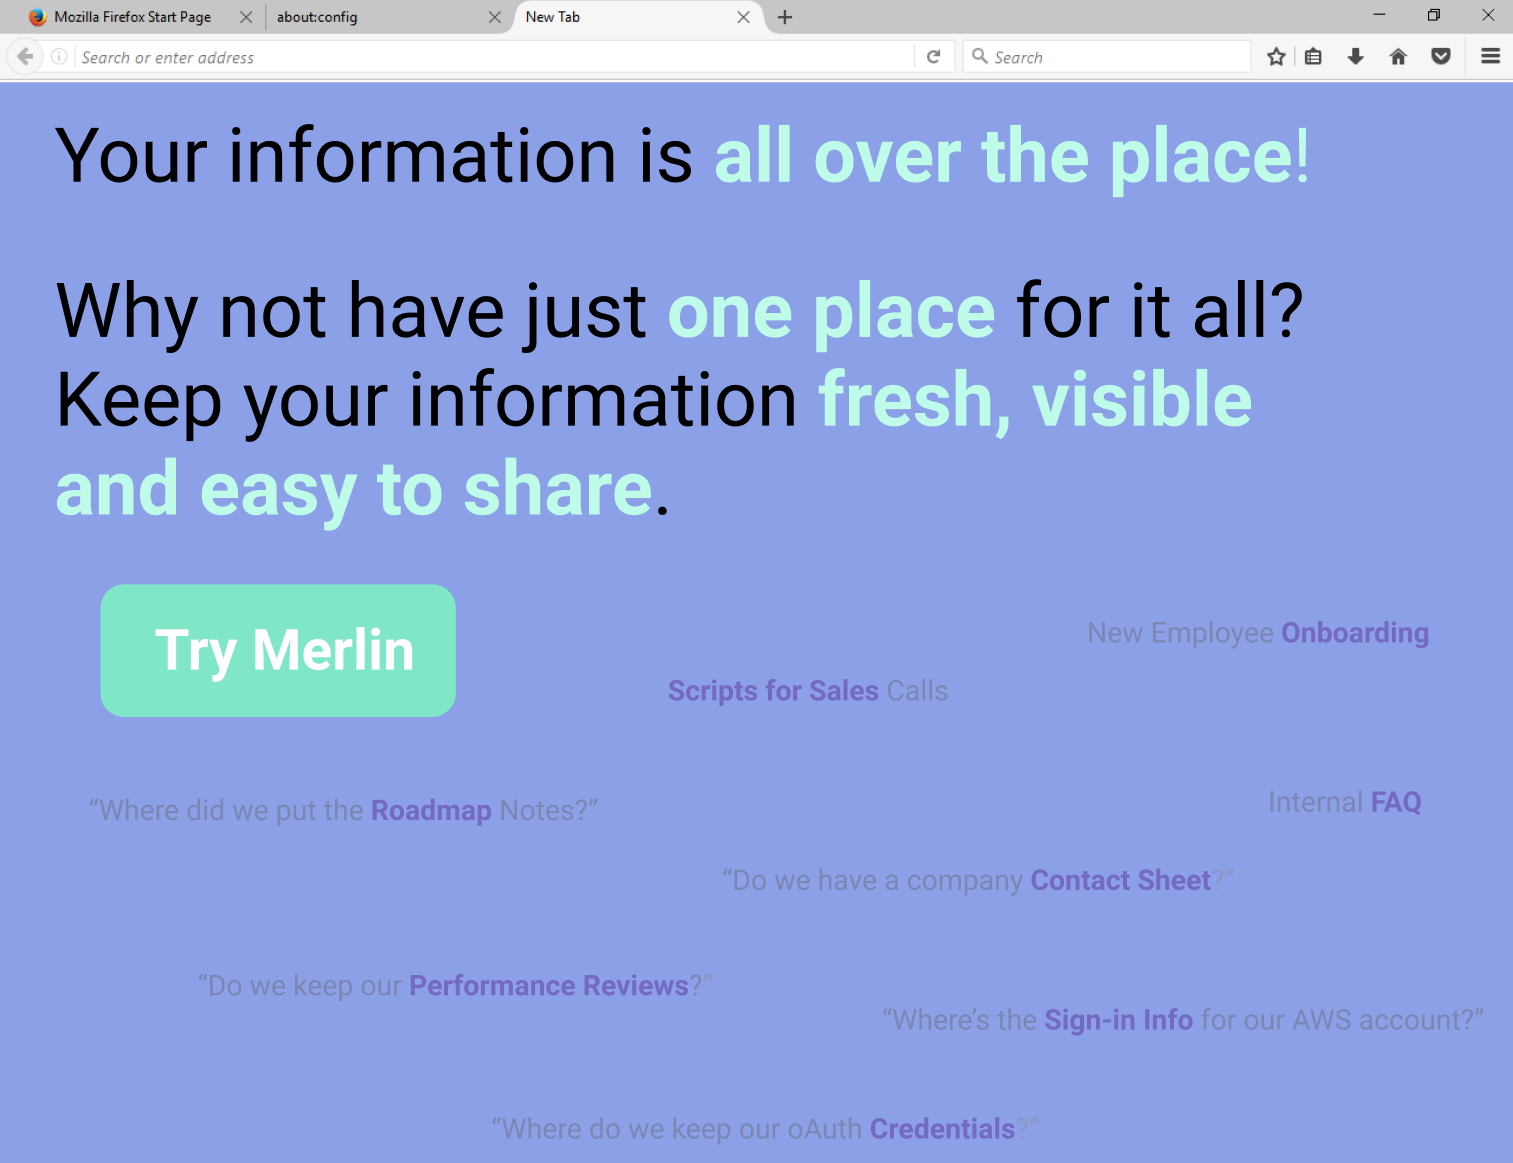 Mozilla Firefox Start Page
about:config
New Tab
Search or enter address
Search
Your information is all over the place!
Why not have just one place for it all?
Keep your information fresh, visible
and easy to share.
Try Merlin
New Employee Onboarding
Scripts for Sales Calls
“Where did we put the Roadmap Notes?”
Internal FAQ
“Do we have a company Contact Sheet?”
“Do we keep our Performance Reviews?”
“Where’s the Sign-in Info for our AWS account?”
“Where do we keep our oAuth Credentials?”